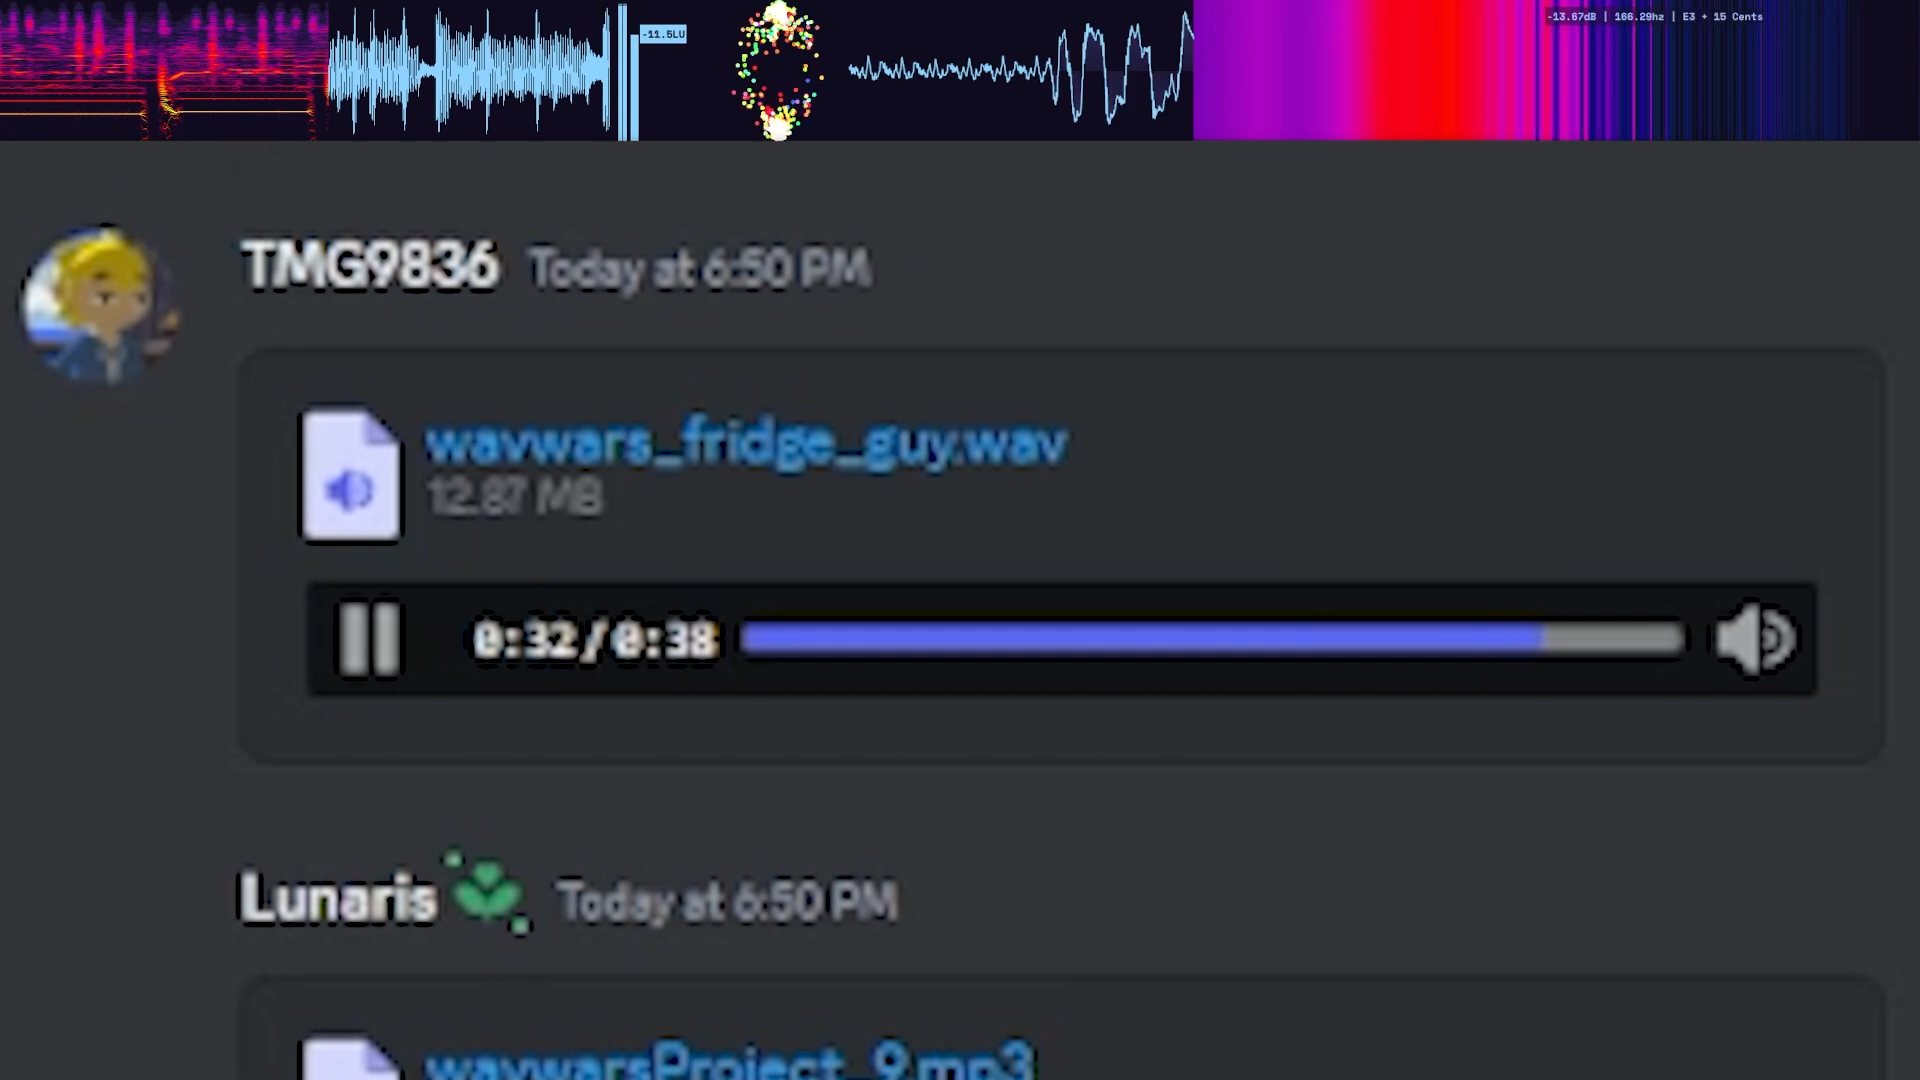 -11.5LU
-13.67dB | 166.29hz | E3 + 15 Cents
TMG9836 Today at 6:50 PM
wavwars_fridge_guy.wav
12.87 MB
0:32/0:38
Lunaris Today at 6:50 PM
wavwarsProject_9.mp3